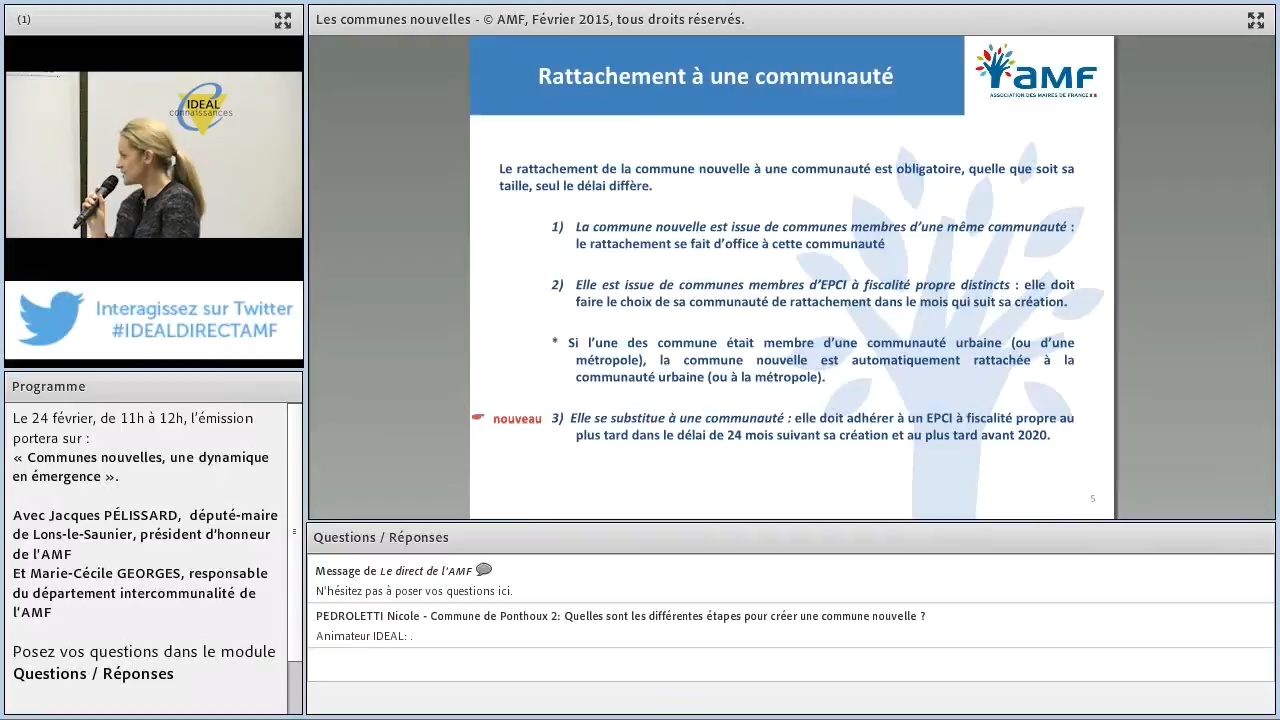 (1)
IDEAL
connaissances
Interagissez sur Twitter
#IDEALDIRECTAMF
Programme
Le 24 février, de 11h à 12h, l'émission
portera sur :
« Communes nouvelles, une dynamique
en émergence ».
Avec Jacques PÉLISSARD, député-maire
de Lons-le-Saunier, président d'honneur
de l'AMF
Et Marie-Cécile GEORGES, responsable
du département intercommunalité de
l'AMF
Posez vos questions dans le module
Questions / Réponses
Les communes nouvelles - © AMF, Février 2015, tous droits réservés.
Rattachement à une communauté
AMF
ASSOCIATION DES MAIRES DE FRANCE
Le rattachement de la commune nouvelle à une communauté est obligatoire, quelle que soit sa
taille, seul le délai diffère.
1) La commune nouvelle est issue de communes membres d'une même communauté :
le rattachement se fait d'office à cette communauté
2) Elle est issue de communes membres d'EPCI à fiscalité propre distincts : elle doit
faire le choix de sa communauté de rattachement dans le mois qui suit sa création.
* Si l'une des commune était membre d'une communauté urbaine (ou d'une
métropole), la commune nouvelle est automatiquement rattachée à la
communauté urbaine (ou à la métropole).
nouveau 3) Elle se substitue à une communauté : elle doit adhérer à un EPCI à fiscalité propre au
plus tard dans le délai de 24 mois suivant sa création et au plus tard avant 2020.
5
Questions / Réponses
Message de Le direct de l'AMF
N'hésitez pas à poser vos questions ici.
PEDROLETTI Nicole - Commune de Ponthoux 2: Quelles sont les différentes étapes pour créer une commune nouvelle ?
Animateur IDEAL: .